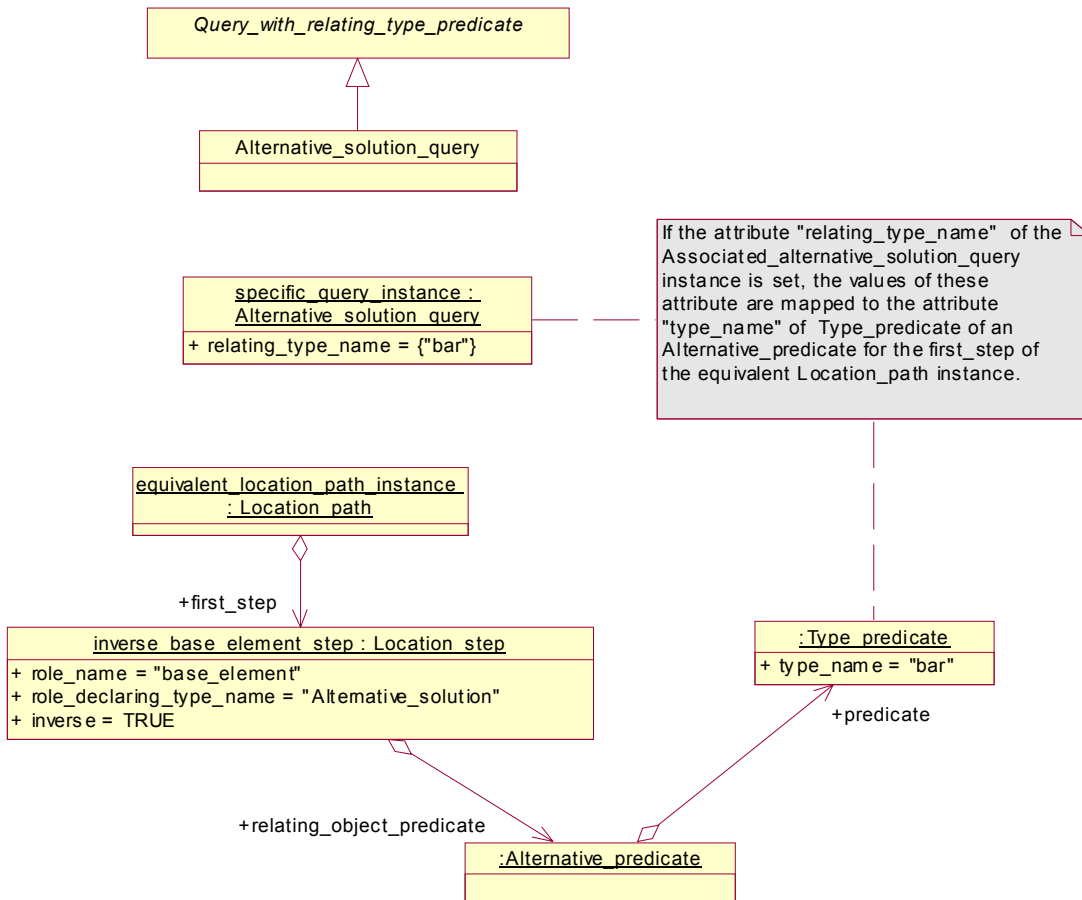 Query_with_relating_type_predicate
Alternative_solution_query
If the attribute "relating_type_name" of the
Associated_alternative_solution_query
instance is set, the values of these
attribute are mapped to the attribute
"type_name" of Type_predicate of an
Alternative_predicate for the first_step of
the equivalent Location_path instance.
specific_query_instance :
Alternative_solution_query
+ relating_type_name = {"bar"}
equivalent_location_path_instance
: Location_path
+first_step
inverse_base_element_step : Location_step
+ role_name = "base_element"
+ role_declaring_type_name = "Alternative_solution"
+ inverse = TRUE
:Type_predicate
+ type_name = "bar"
+predicate
+relating_object_predicate
:Alternative_predicate